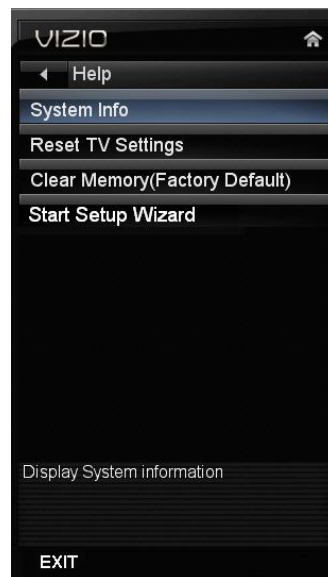 VIZIO
Help
System Info
Reset TV Settings
Clear Memory(Factory Default)
Start Setup Wizard
Display System information
EXIT